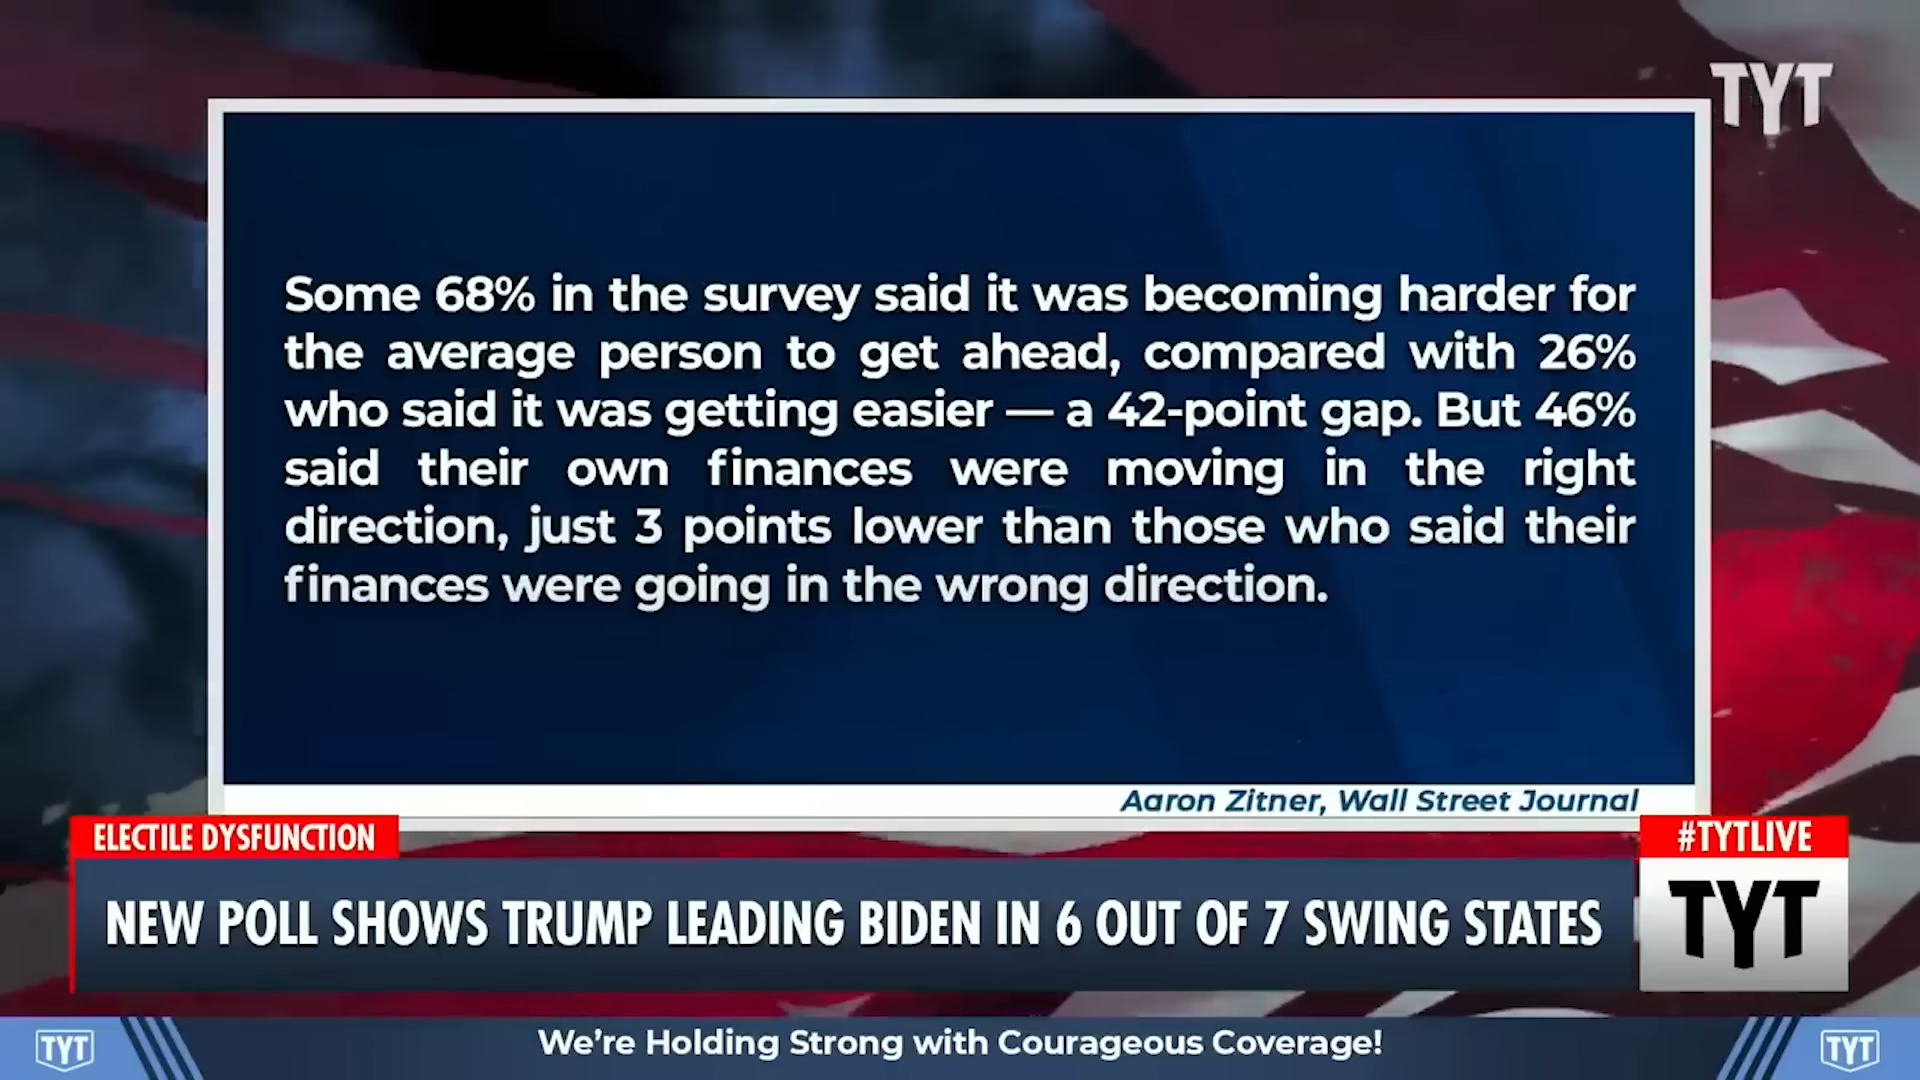 TYT
Some 68% in the survey said it was becoming harder for
the average person to get ahead, compared with 26%
who said it was getting easier — a 42-point gap. But 46%
said their own finances were moving in the right
direction, just 3 points lower than those who said their
finances were going in the wrong direction.
Aaron Zitner, Wall Street Journal
ELECTILE DYSFUNCTION
#TYTLIVE
NEW POLL SHOWS TRUMP LEADING BIDEN IN 6 OUT OF 7 SWING STATES
TYT
TYT
We're Holding Strong with Courageous Coverage!
TYT